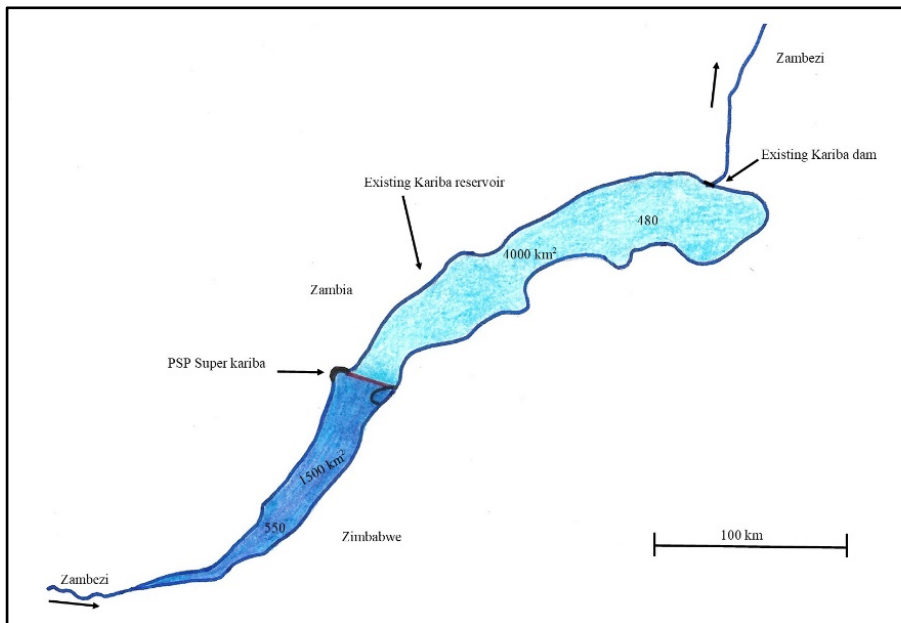 Zambezi
Existing Kariba dam
Existing Kariba reservoir
480
4000 km²
Zambia
PSP Super kariba
1500 km²
550
Zimbabwe
100 km
Zambezi